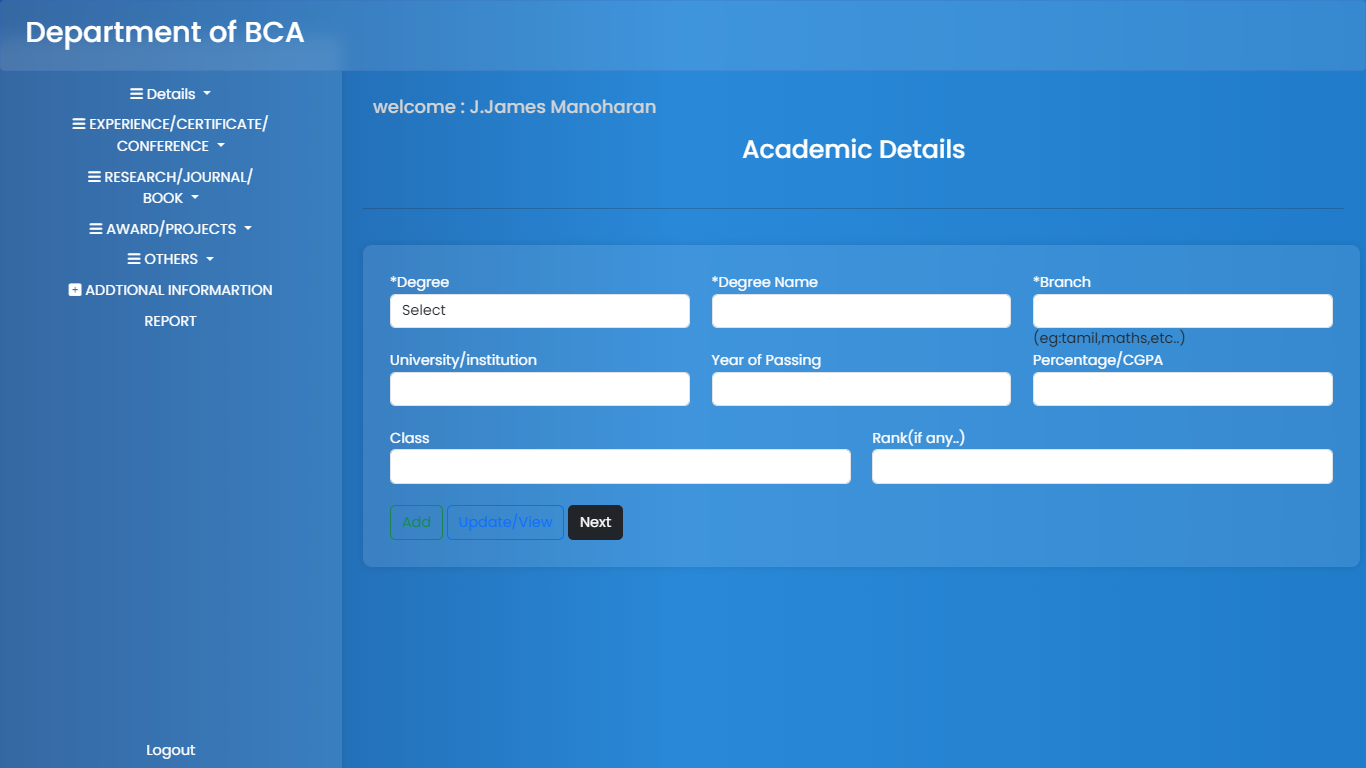 Department of BCA
Details
EXPERIENCE/CERTIFICATE/
CONFERENCE
RESEARCH/JOURNAL/
BOOK
AWARD/PROJECTS
OTHERS
ADDTIONAL INFORMARTION
REPORT
Logout
welcome : J.James Manoharan
Academic Details
*Degree
Select
*Degree Name
*Branch
(eg:tamil,maths,etc..)
University/institution
Year of Passing
Percentage/CGPA
Class
Rank(if any..)
Add
Update/View
Next